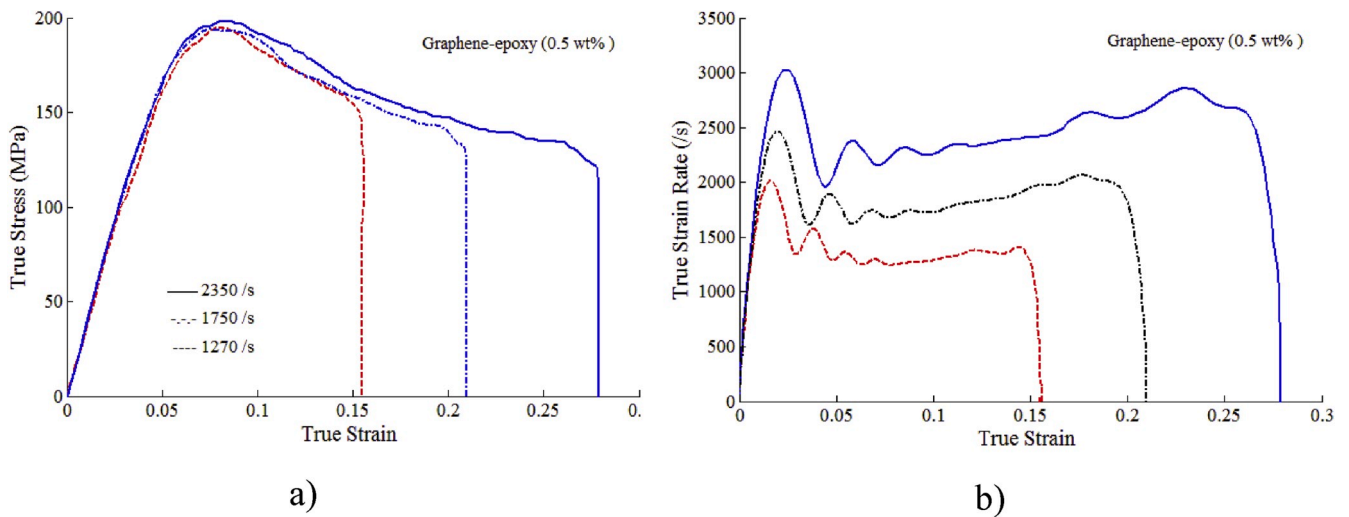 200
150
100
50
0
True Stress (MPa)
Graphene-epoxy (0.5 wt% )
2350 /s
1750 /s
1270 /s
0 0.05 0.1 0.15 0.2 0.25 0.
True Strain
a)
3500
3000
2500
2000
1500
1000
500
0
True Strain Rate (/s)
Graphene-epoxy (0.5 wt% )
0 0.05 0.1 0.15 0.2 0.25 0.3
True Strain
b)